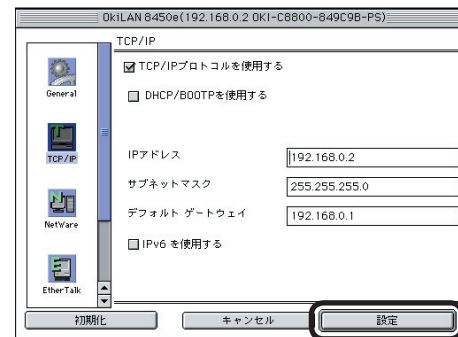 OkiLAN 8450e(192.168.0.2 OKI-C8800-849C9B-PS)
TCP/IP
TCP/IPプロトコルを使用する
General
DHCP/BOOTPを使用する
TCP/IP
IPアドレス
192.168.0.2
サブネットマスク
255.255.255.0
デフォルト ゲートウェイ
192.168.0.1
NetWare
IPv6 を使用する
EtherTalk
初期化
キャンセル
設定